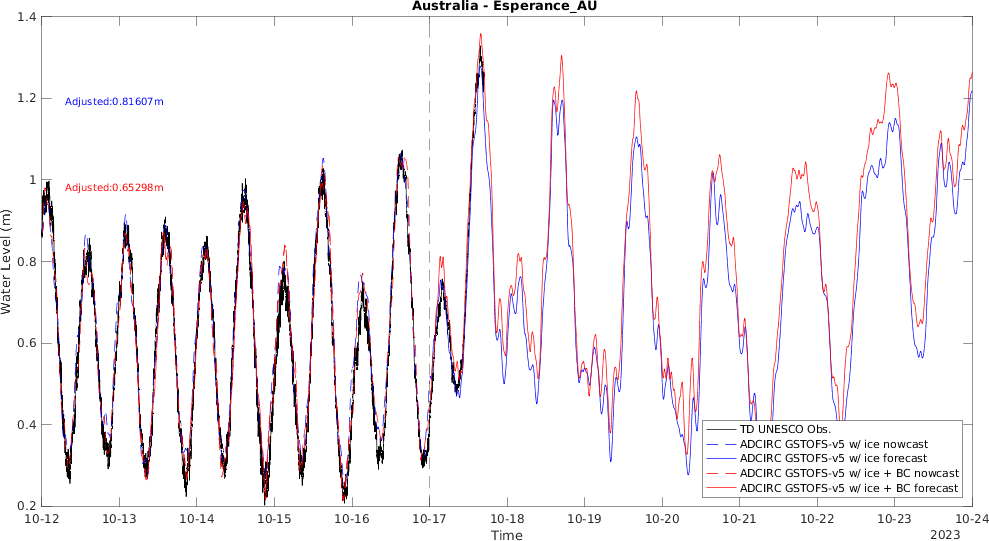 Australia - Esperance_AU
1.4
1.2
1
0.8
0.6
0.4
0.2
Water Level (m)
Adjusted:0.81607m
Adjusted:0.65298m
TD UNESCO Obs.
ADCIRC GSTOFS-v5 w/ ice nowcast
ADCIRC GSTOFS-v5 w/ ice forecast
ADCIRC GSTOFS-v5 w/ ice + BC nowcast
ADCIRC GSTOFS-v5 w/ ice + BC forecast
10-12 10-13 10-14 10-15 10-16 10-17 10-18 10-19 10-20 10-21 10-22 10-23 10-24
Time
2023